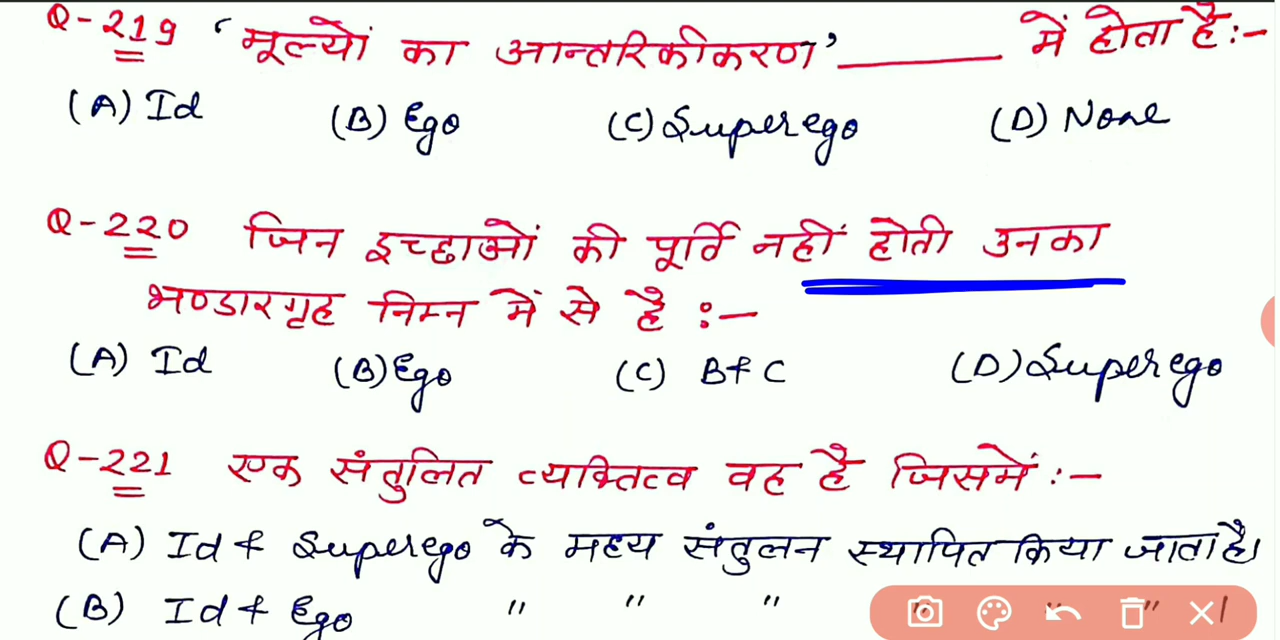 Q-219 ‘मूल्यों का आन्तरिकीकरण’ ______ में होता है:-
(A) Id (B) Ego (C) Superego (D) None
Q-220 जिन इच्छाओं की पूर्ति नहीं होती उनका
भण्डारगृह निम्न में से है :-
(A) Id (B) Ego (C) B & C (D) Superego
Q-221 एक संतुलित व्यक्तित्व वह है जिसमें :-
(A) Id & Superego के मध्य संतुलन स्थापित किया जाता है।
(B) Id & Ego " " " " "।